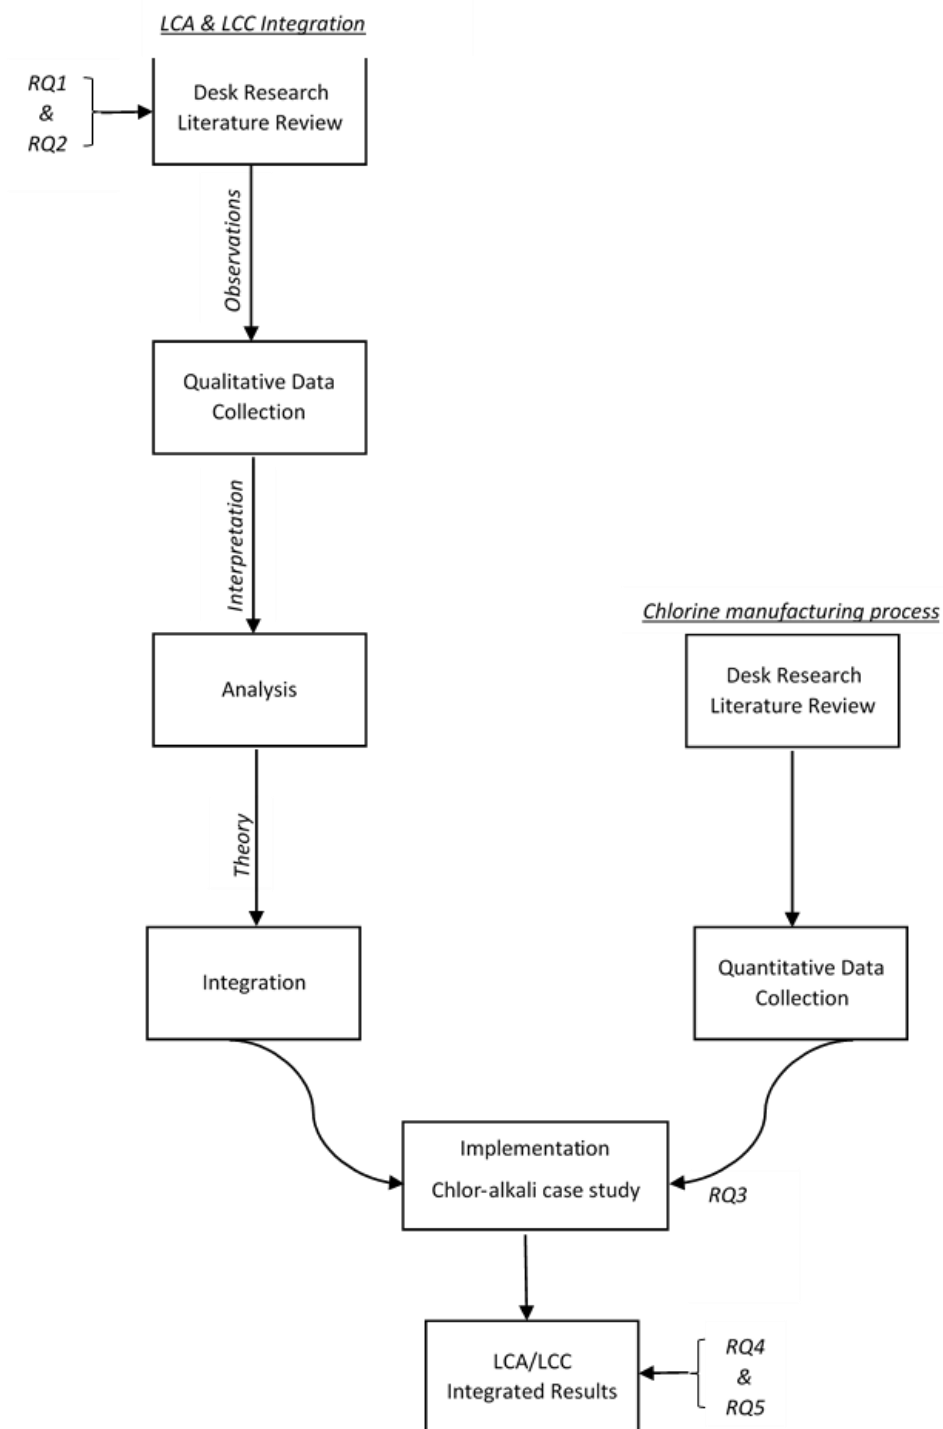 LCA & LCC Integration
RQ1
&
RQ2
Desk Research
Literature Review
Observations
Qualitative Data
Collection
Interpretation
Analysis
Theory
Integration
Chlorine manufacturing process
Desk Research
Literature Review
Quantitative Data
Collection
Implementation
Chlor-alkali case study
RQ3
LCA/LCC
Integrated Results
RQ4
&
RQ5